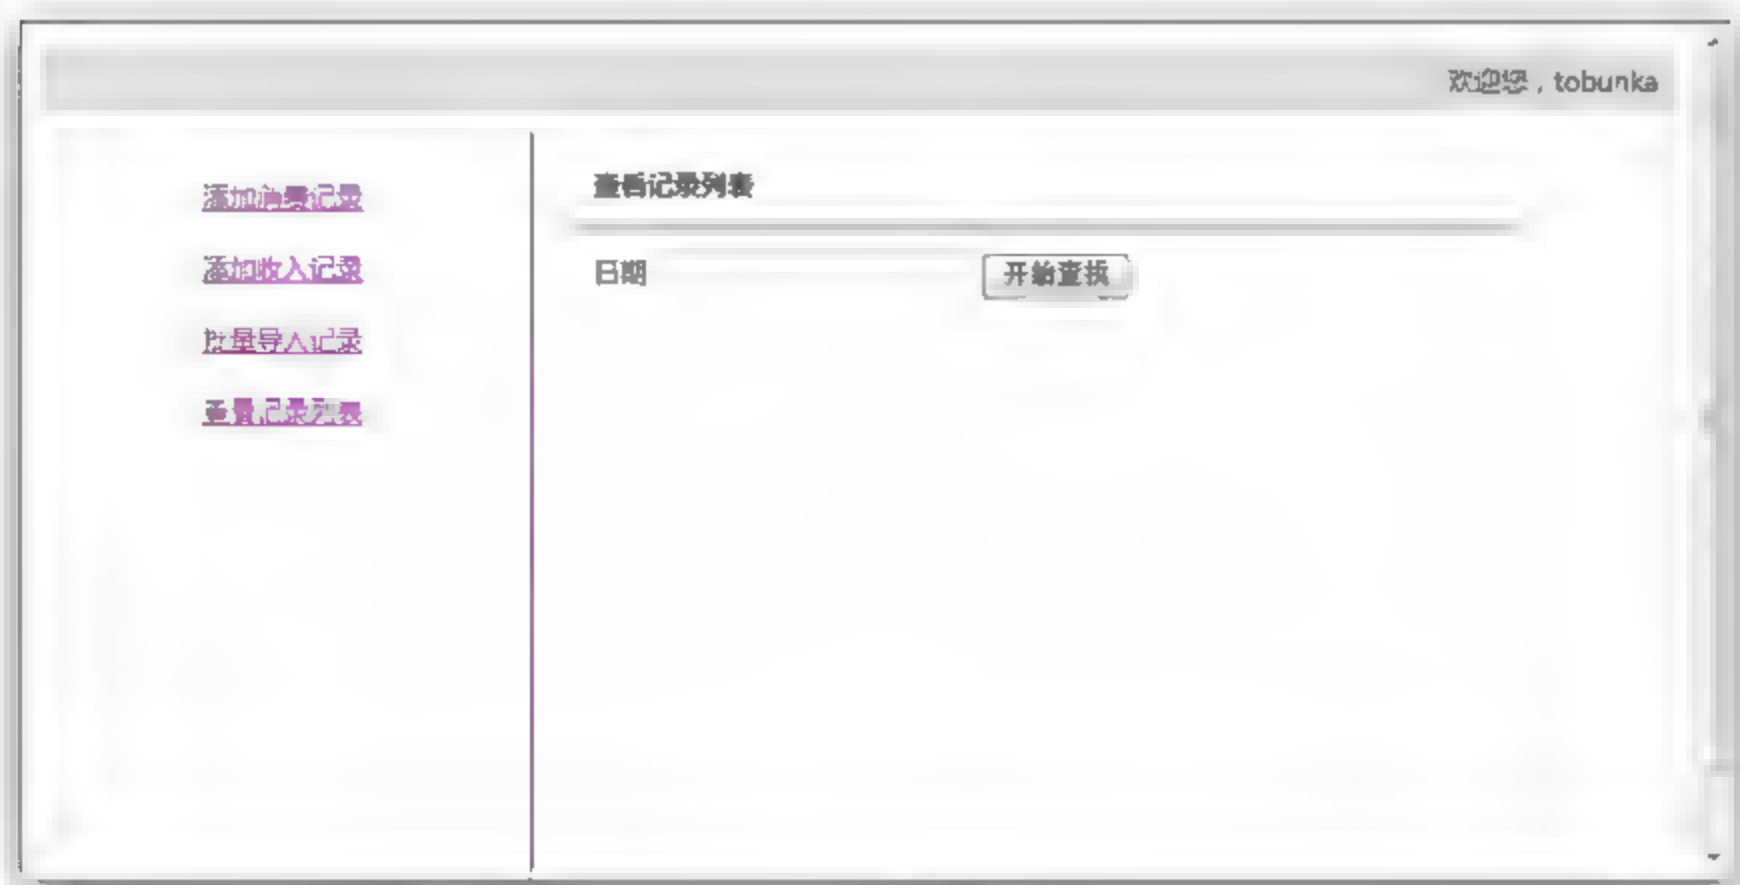 欢迎您，tobunka
添加消费记录
添加收入记录
批量导入记录
查看记录列表
查看记录列表
日期
开始查找